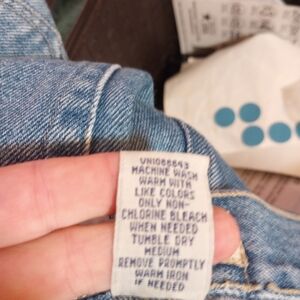 UNI068643
MACHINE WASH
WARM WITH
LIKE COLORS
ONLY NON-
CHLORINE BLEACH
WHEN NEEDED
TUMBLE DRY
MEDIUM
REMOVE PROMPTLY
WARM IRON
IF NEEDED